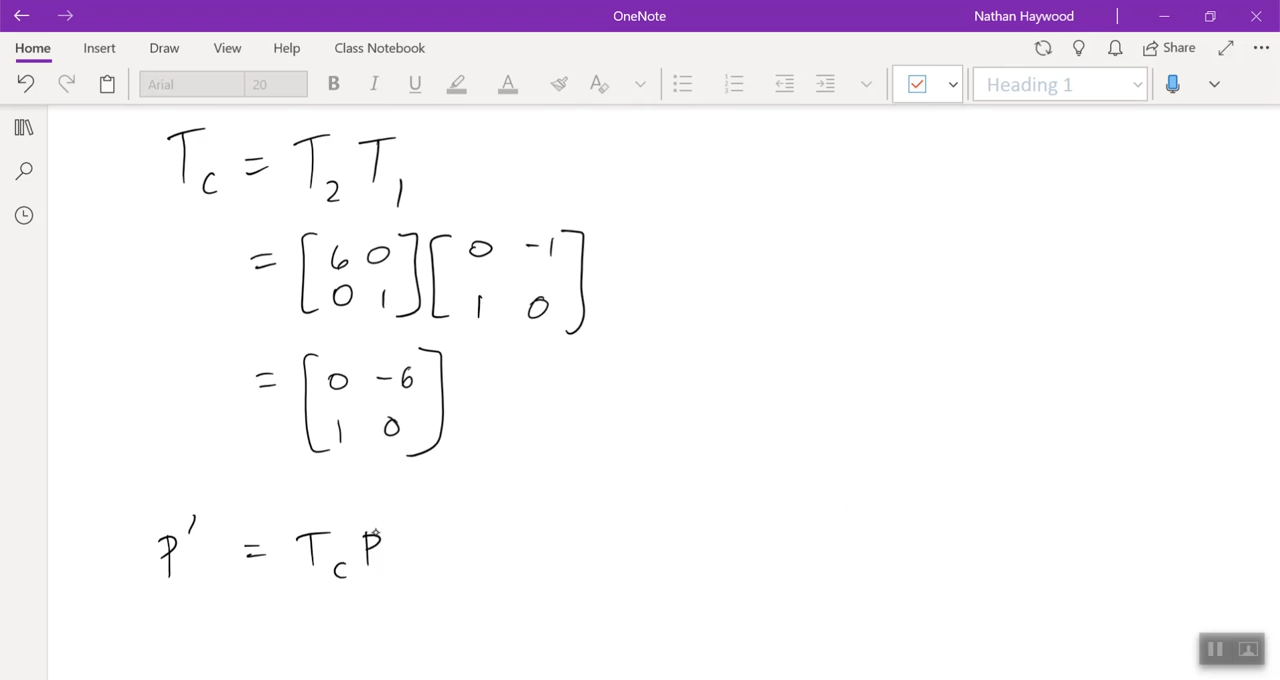 OneNote
Nathan Haywood
Home Insert Draw View Help Class Notebook
Share
Arial 20 B I U A A Heading 1
T_c = T_2 T_1
= [6 0; 0 1] [0 -1; 1 0]
= [0 -6; 1 0]
P' = T_c P